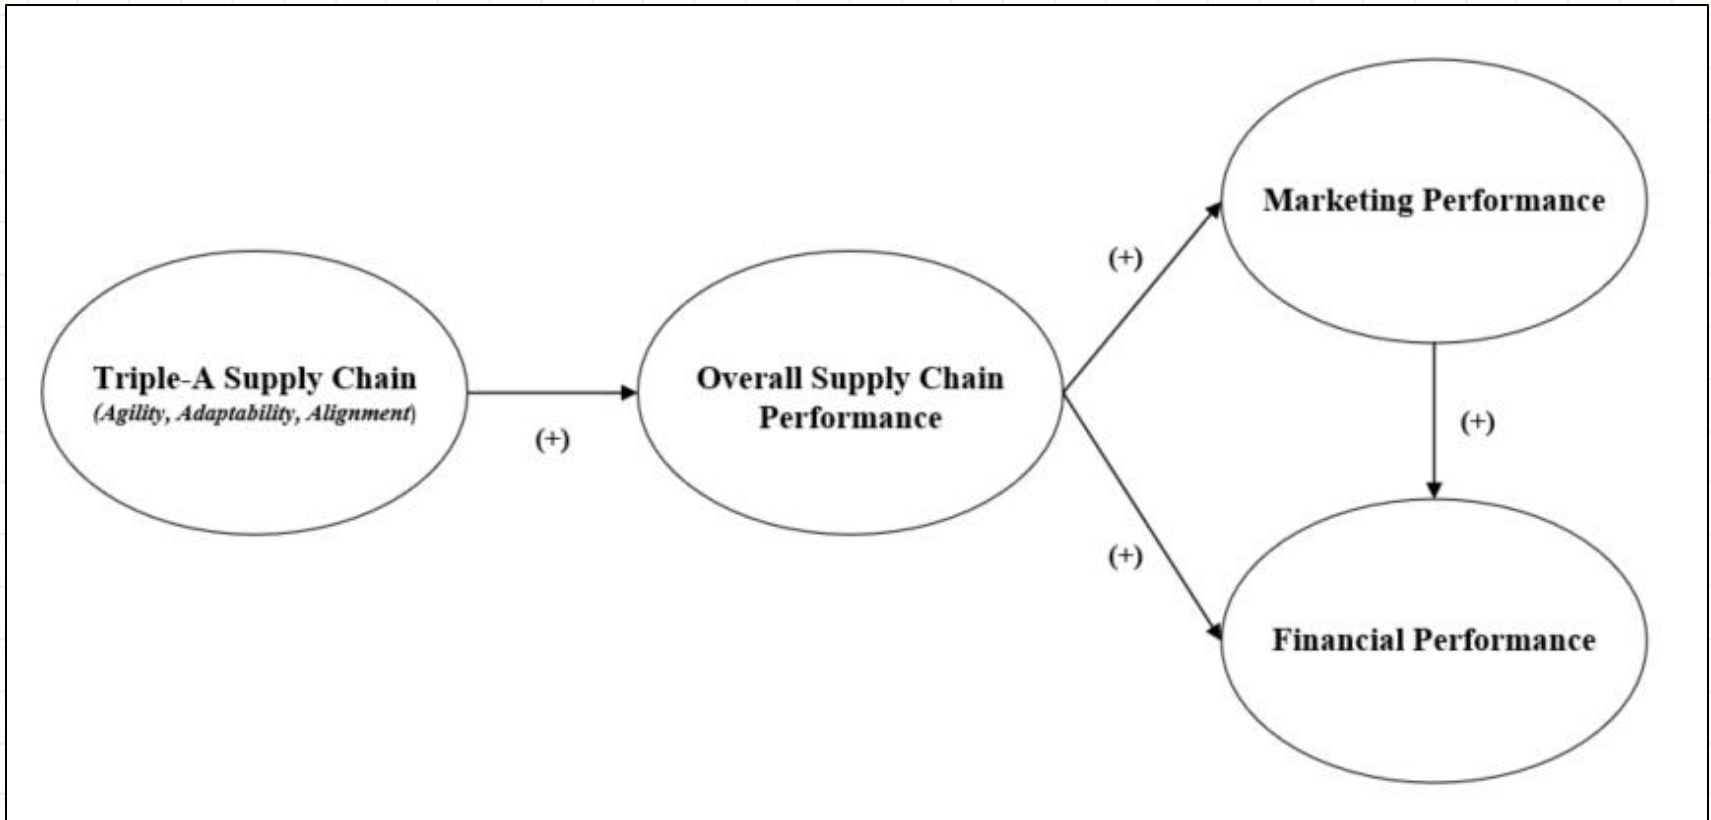 Triple-A Supply Chain
(Agility, Adaptability, Alignment)
(+)
Overall Supply Chain
Performance
(+)
(+)
Marketing Performance
(+)
Financial Performance